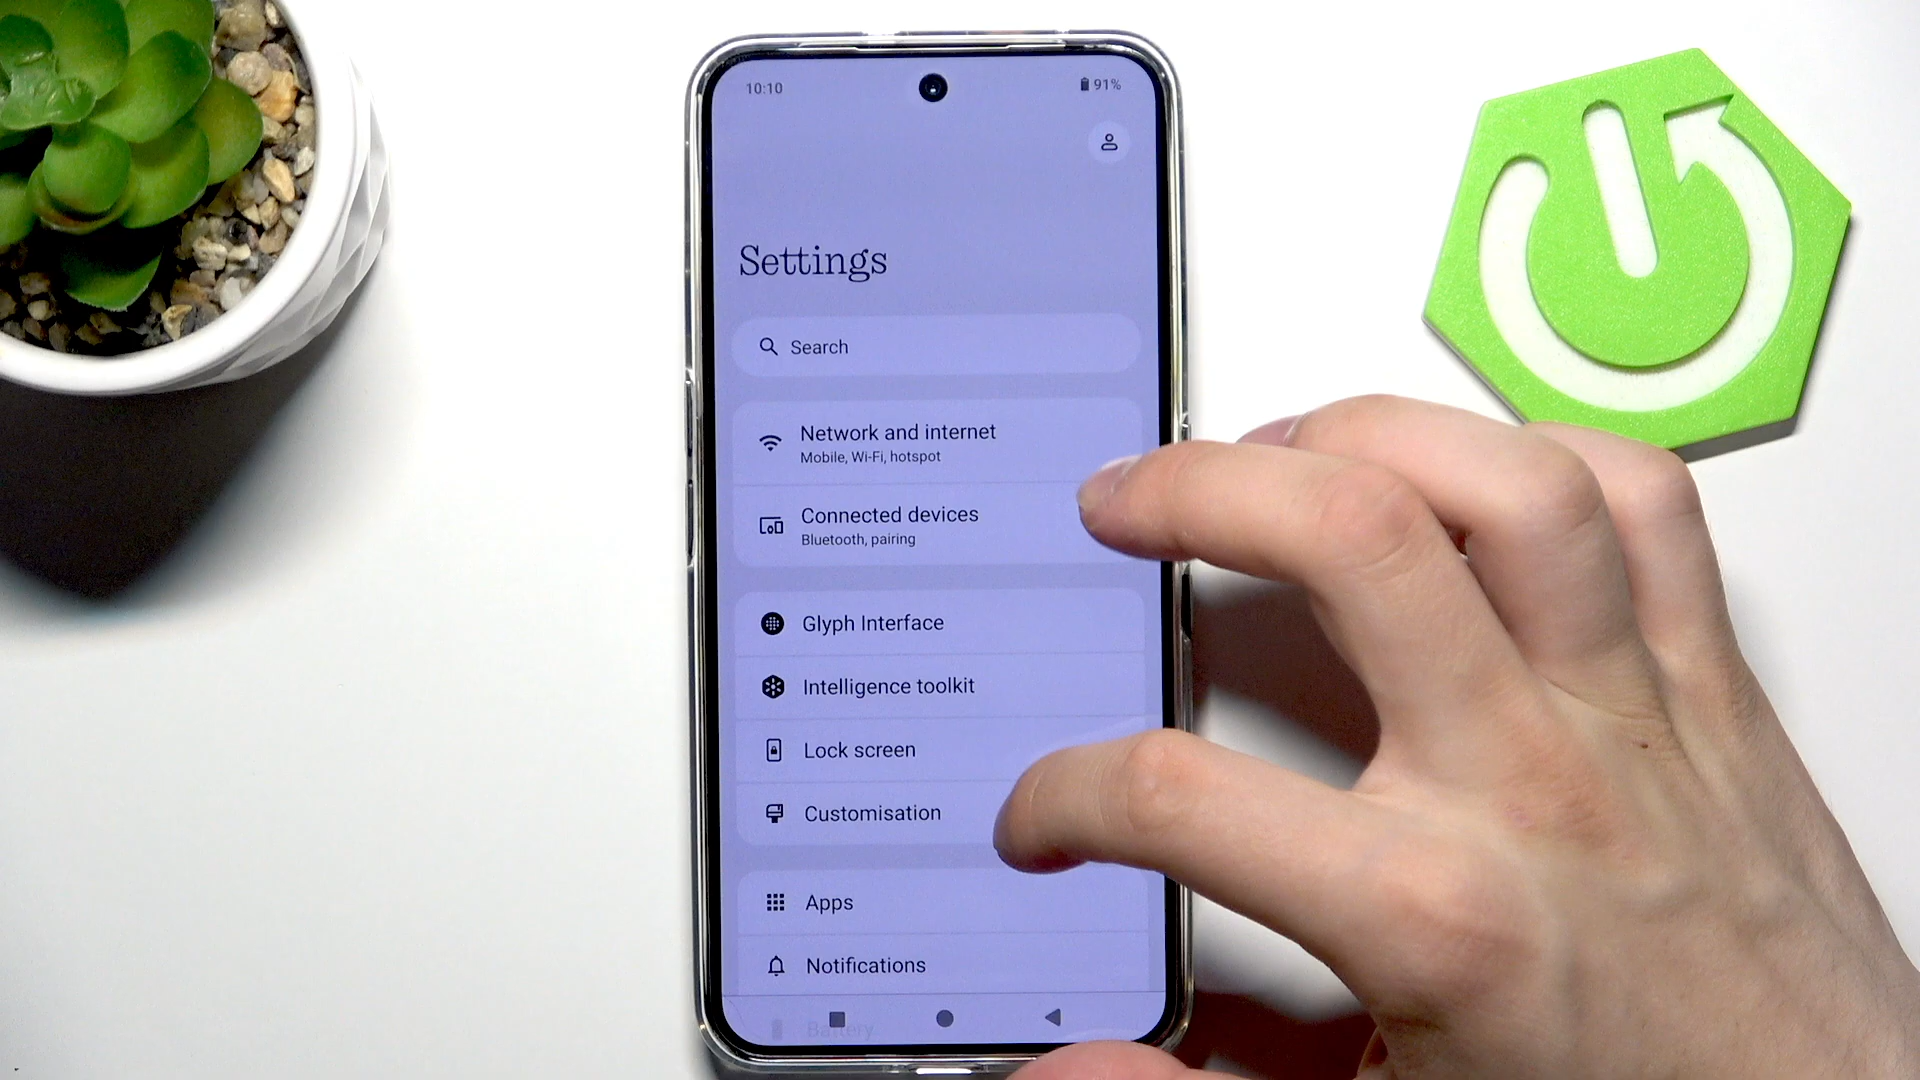 10:10
91%
Settings
Search
Network and internet
Mobile, Wi-Fi, hotspot
Connected devices
Bluetooth, pairing
Glyph Interface
Intelligence toolkit
Lock screen
Customisation
Apps
Notifications
Battery